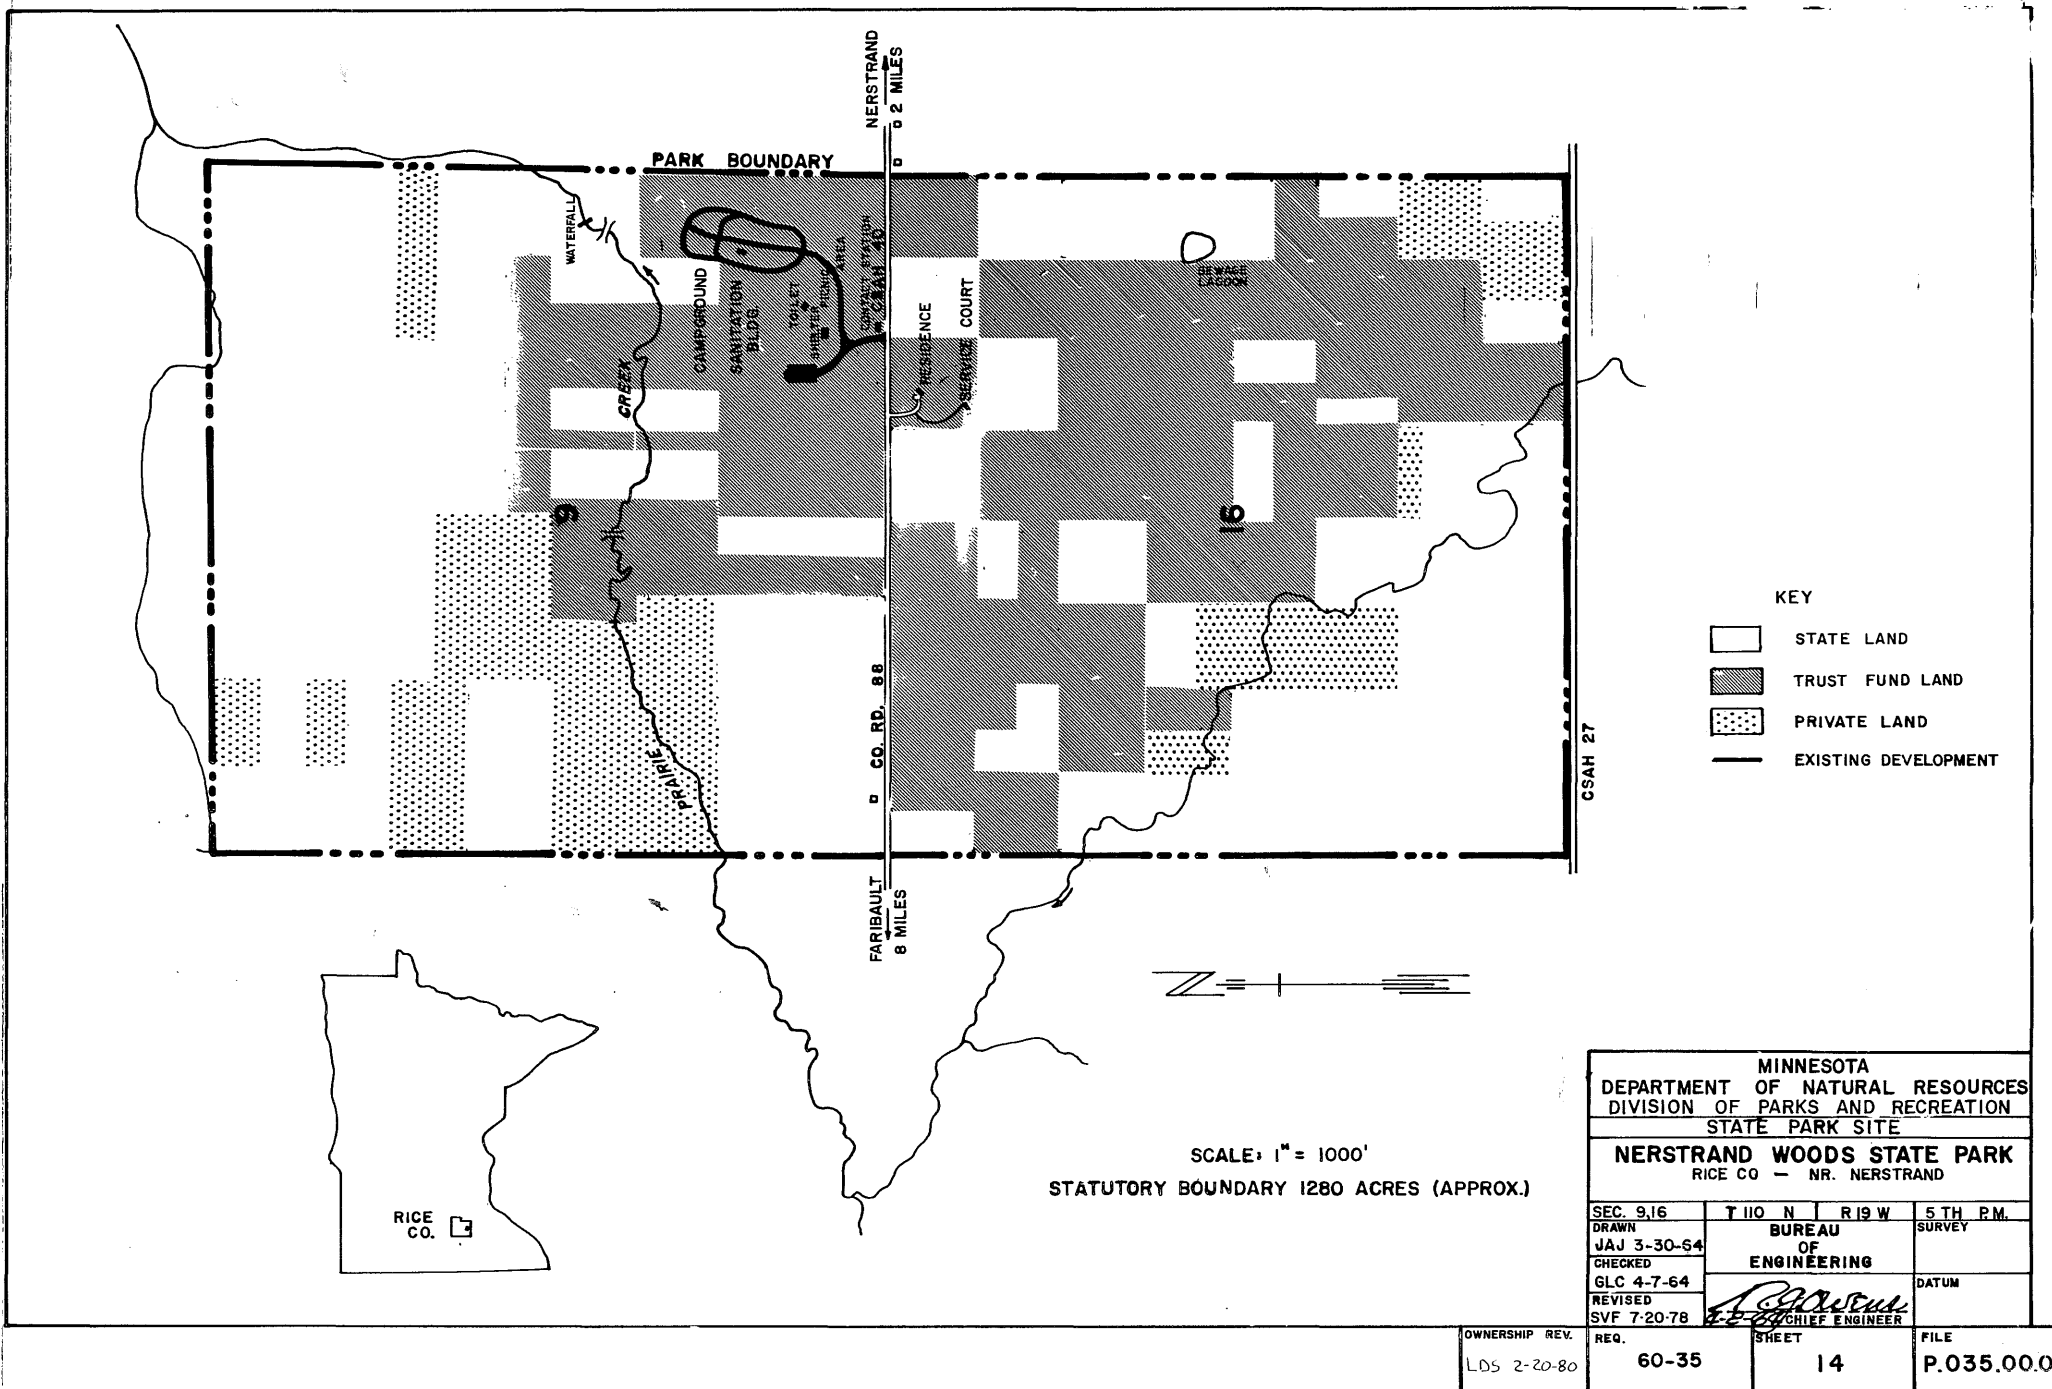 NERSTRAND
2 MILES
PARK BOUNDARY
WATERFALL
CREEK
CAMPGROUND
SANITATION
BLDG.
TOILET
SHELTER
PICNIC
AREA
CONTACT STATION
CSAH 40
RESIDENCE
SERVICE COURT
SEWAGE
LAGOON
9
16
PRAIRIE
CO. RD. 88
CSAH 27
FARIBAULT
8 MILES
KEY
STATE LAND
TRUST FUND LAND
PRIVATE LAND
EXISTING DEVELOPMENT
N
RICE
CO.
SCALE: 1" = 1000'
STATUTORY BOUNDARY 1280 ACRES (APPROX.)
MINNESOTA
DEPARTMENT OF NATURAL RESOURCES
DIVISION OF PARKS AND RECREATION
STATE PARK SITE
NERSTRAND WOODS STATE PARK
RICE CO — NR. NERSTRAND
SEC. 9,16 T 110 N R 19 W 5 TH P.M.
DRAWN
JAJ 3-30-64
CHECKED
GLC 4-7-64
REVISED
SVF 7-20-78
BUREAU
OF
ENGINEERING
CHIEF ENGINEER
SURVEY
DATUM
OWNERSHIP REV.
LDS 2-20-80
REQ.
60-35
SHEET
14
FILE
P.035.00.0